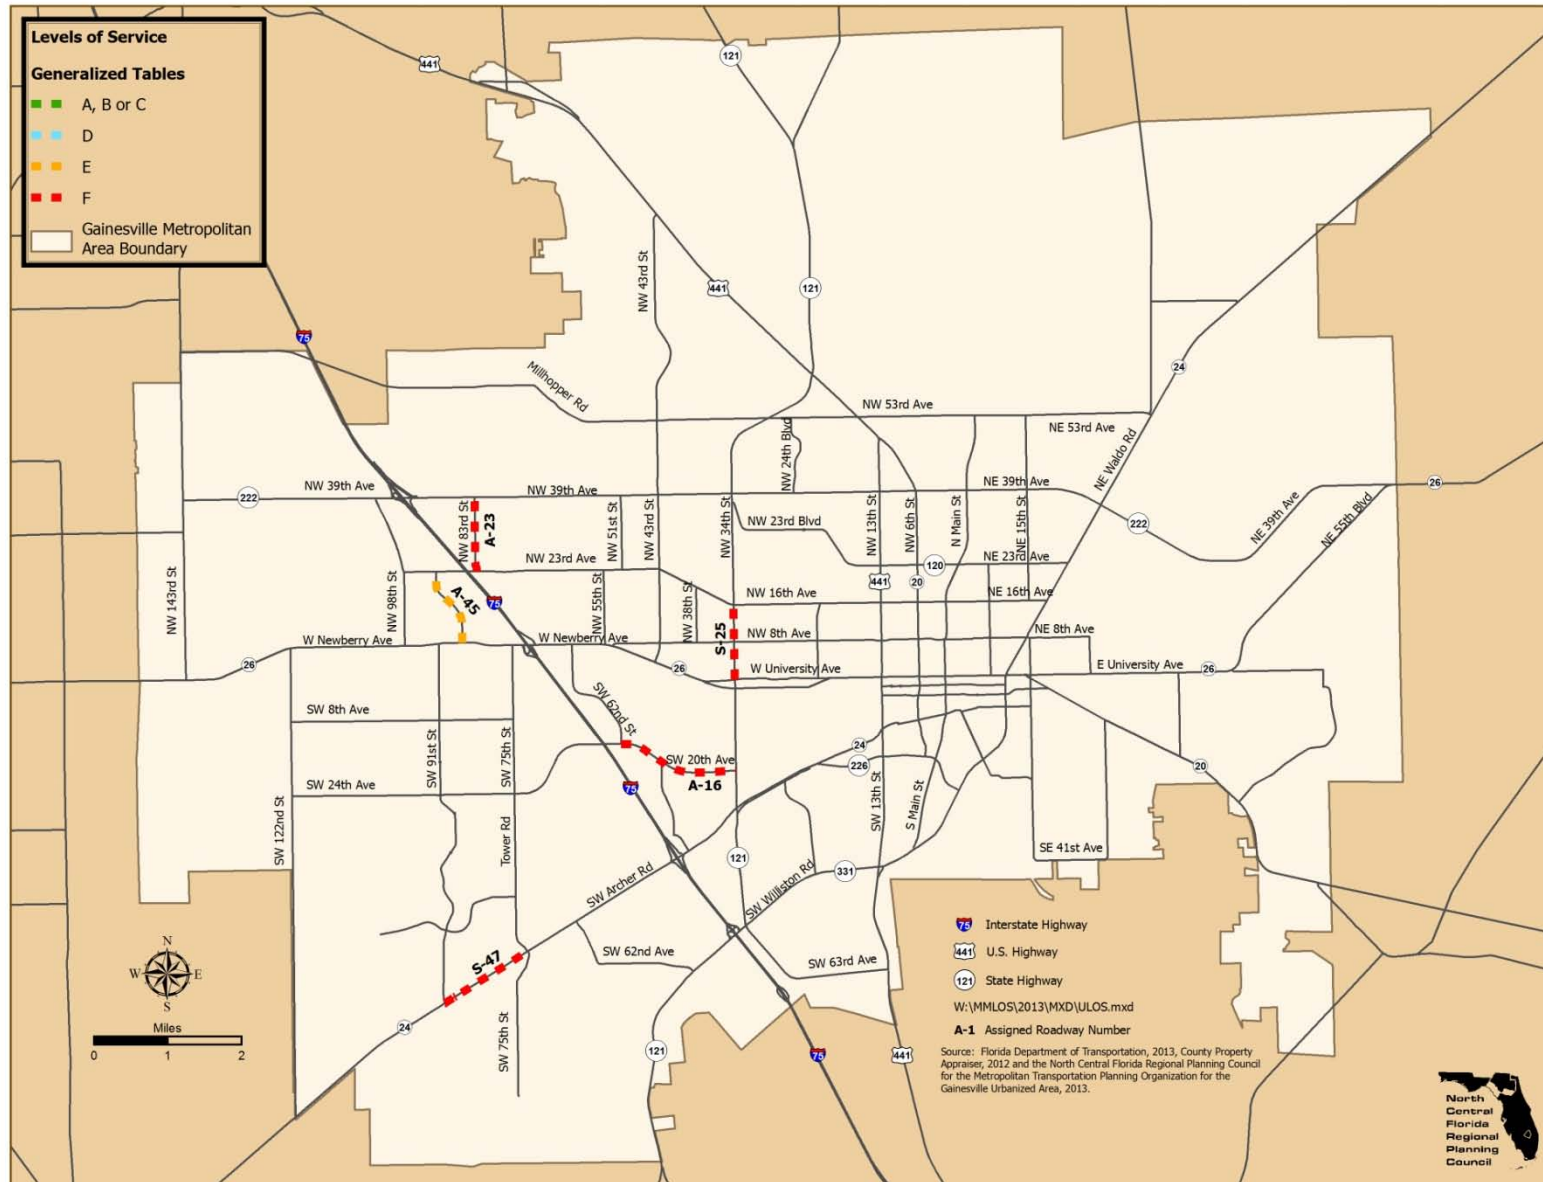 Levels of Service
Generalized Tables
A, B or C
D
E
F
Gainesville Metropolitan
Area Boundary
441
121
NW 43rd St
441
121
75
24
Millhopper Rd
NW 53rd Ave
NE 53rd Ave
NW 24th Blvd
NE Waldo Rd
NW 39th Ave
222
NW 39th Ave
NE 39th Ave
26
NW 83rd St
A-23
NW 51st St
NW 43rd St
NW 34th St
NW 23rd Blvd
NW 13th St
NW 6th St
N Main St
NE 15th St
222
NE 39th Ave
NE 55th Blvd
NW 23rd Ave
120
NE 23rd Ave
441
20
NW 143rd St
NW 98th St
A-45
75
NW 55th St
NW 38th St
NW 16th Ave
NE 16th Ave
S-25
W Newberry Ave
W Newberry Ave
NW 8th Ave
NE 8th Ave
26
26
W University Ave
E University Ave
26
SW 62nd St
SW 8th Ave
SW 91st St
SW 75th St
SW 20th Ave
A-16
24
226
20
SW 24th Ave
75
SW 122nd St
Tower Rd
SW 13th St
S Main St
SE 41st Ave
121
331
SW Archer Rd
SW Williston Rd
S-47
SW 62nd Ave
SW 63rd Ave
24
SW 75th St
121
75
441
N
W E
S
Miles
0 1 2
75 Interstate Highway
441 U.S. Highway
121 State Highway
W:\MMLOS\2013\MXD\ULOS.mxd
A-1 Assigned Roadway Number
Source: Florida Department of Transportation, 2013, County Property
Appraiser, 2012 and the North Central Florida Regional Planning Council
for the Metropolitan Transportation Planning Organization for the
Gainesville Urbanized Area, 2013.
North
Central
Florida
Regional
Planning
Council